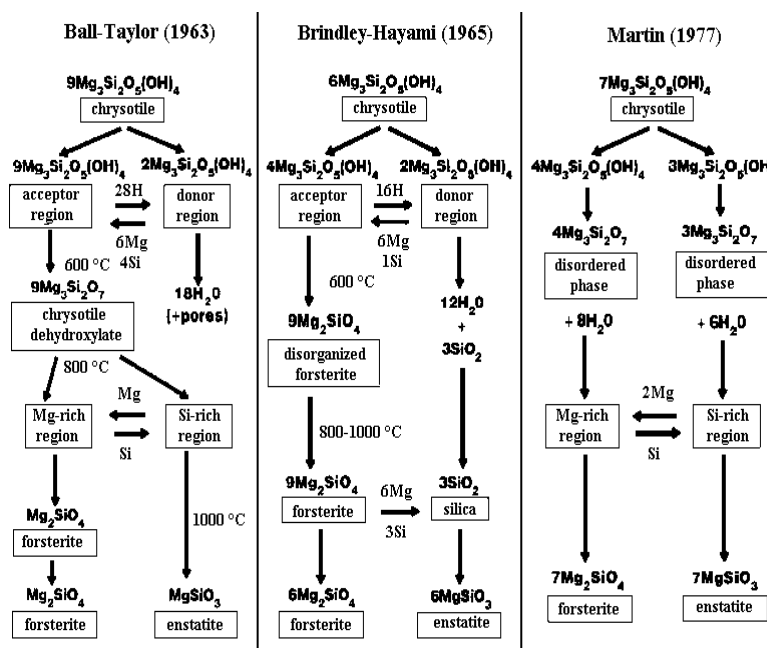 Ball-Taylor (1963)
9Mg₃Si₂O₅(OH)₄
chrysotile
9Mg₃Si₂O₅(OH)₄
2Mg₃Si₂O₅(OH)₄
acceptor
region
28H
6Mg
4Si
donor
region
600 °C
9Mg₃Si₂O₇
chrysotile
dehydroxylate
18H₂O
(+pores)
800 °C
Mg-rich
region
Mg
Si
Si-rich
region
Mg₂SiO₄
forsterite
1000 °C
Mg₂SiO₄
forsterite
MgSiO₃
enstatite
Brindley-Hayami (1965)
6Mg₃Si₂O₅(OH)₄
chrysotile
4Mg₃Si₂O₅(OH)₄
2Mg₃Si₂O₅(OH)₄
acceptor
region
16H
6Mg
1Si
donor
region
600 °C
9Mg₂SiO₄
disorganized
forsterite
12H₂O
+
3SiO₂
800-1000 °C
9Mg₂SiO₄
forsterite
6Mg
3Si
3SiO₂
silica
6Mg₂SiO₄
forsterite
6MgSiO₃
enstatite
Martin (1977)
7Mg₃Si₂O₅(OH)₄
chrysotile
4Mg₃Si₂O₅(OH)₄
3Mg₃Si₂O₅(OH)
4Mg₃Si₂O₇
disordered
phase
3Mg₃Si₂O₇
disordered
phase
+ 8H₂O
+ 6H₂O
Mg-rich
region
2Mg
Si
Si-rich
region
7Mg₂SiO₄
forsterite
7MgSiO₃
enstatite